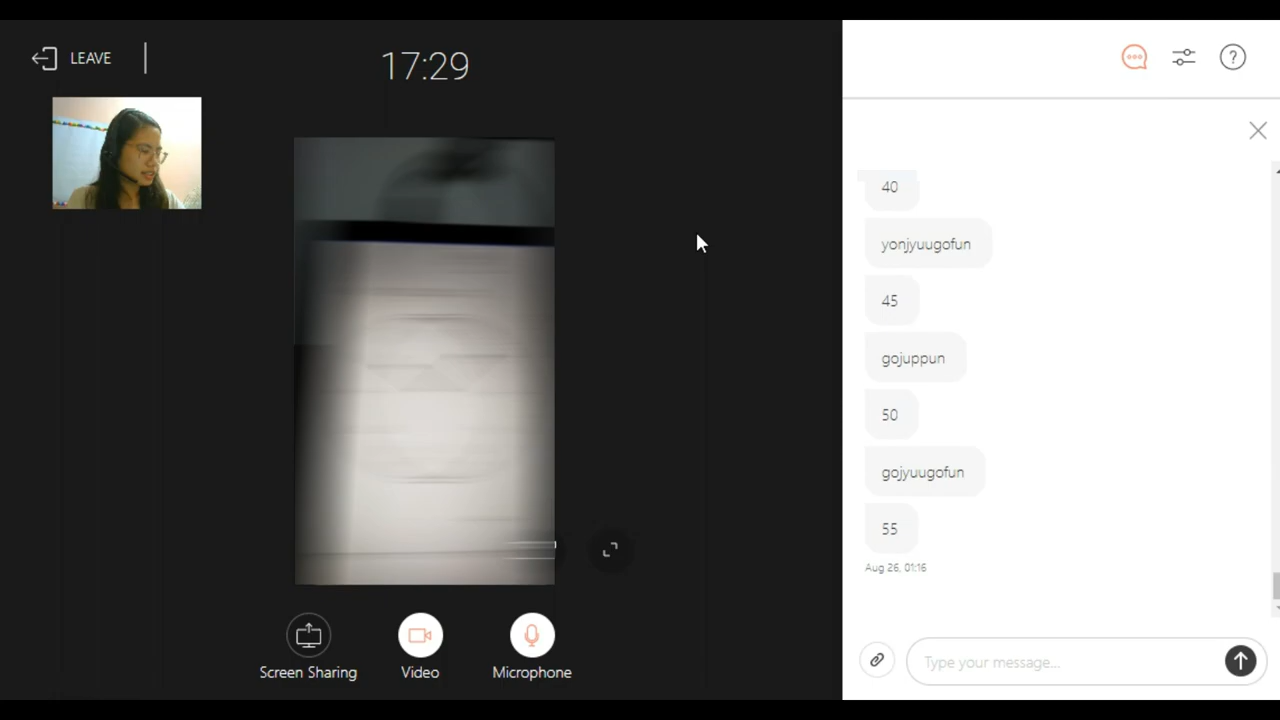 LEAVE
17:29
Screen Sharing
Video
Microphone
?
40
yonjyuugofun
45
gojuppun
50
gojyuugofun
55
Aug 26, 01:16
Type your message...